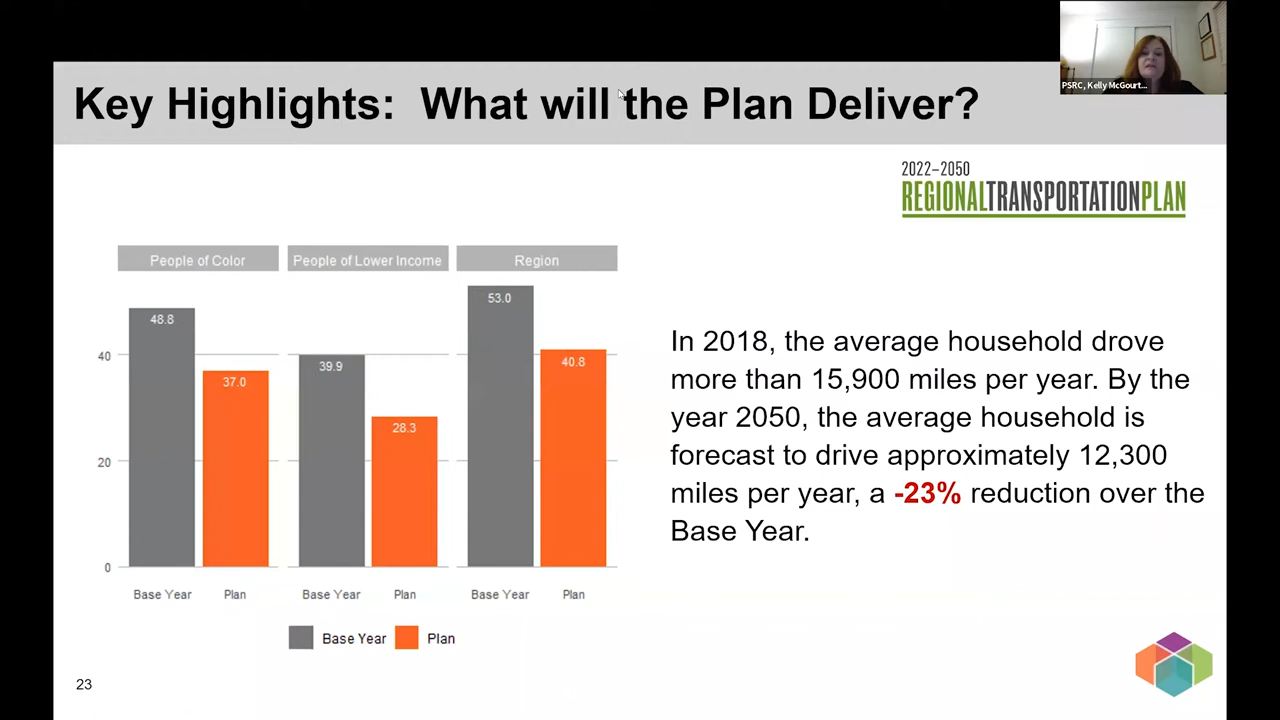 PSRC, Kelly McGourt...
Key Highlights: What will the Plan Deliver?
2022–2050
REGIONALTRANSPORTATIONPLAN
People of Color
People of Lower Income
Region
48.8
37.0
39.9
28.3
53.0
40.8
40
20
0
Base Year
Plan
Base Year
Plan
Base Year
Plan
Base Year
Plan
In 2018, the average household drove
more than 15,900 miles per year. By the
year 2050, the average household is
forecast to drive approximately 12,300
miles per year, a -23% reduction over the
Base Year.
23